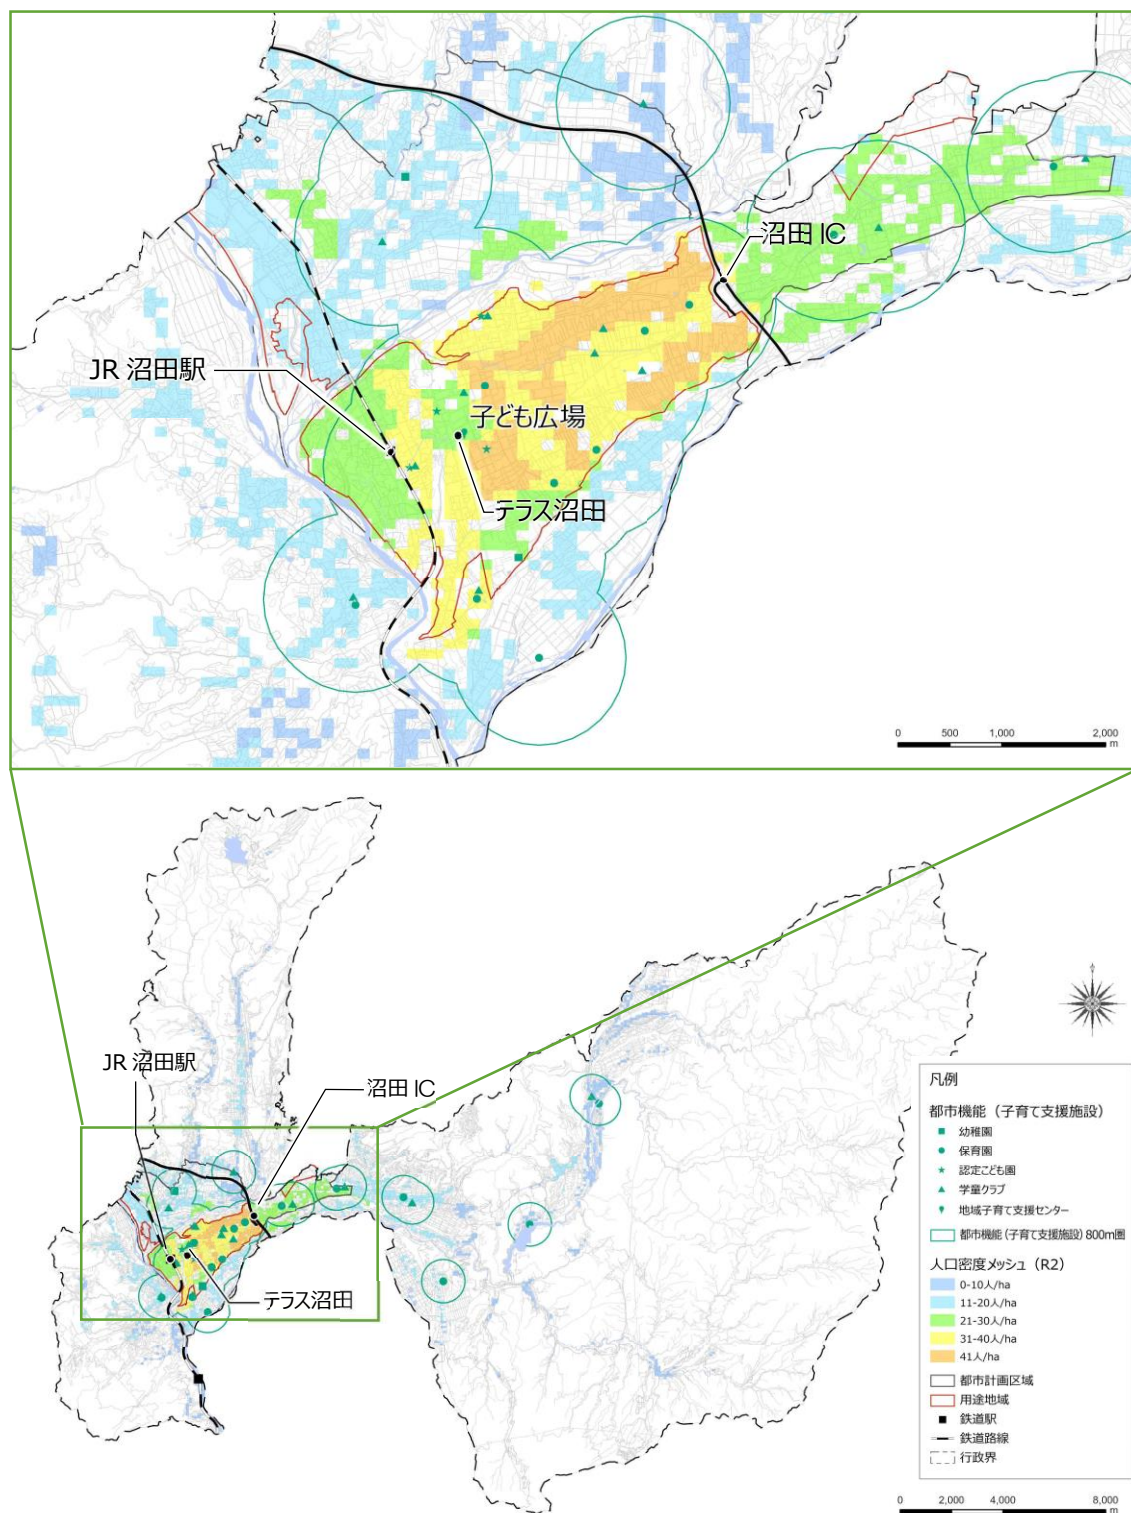 沼田 IC
JR 沼田駅
子ども広場
テラス沼田
0 500 1,000 2,000
m
JR 沼田駅
沼田 IC
テラス沼田
凡例
都市機能（子育て支援施設）
幼稚園
保育園
認定こども園
学童クラブ
地域子育て支援センター
都市機能（子育て支援施設）800m圏
人口密度メッシュ（R2）
0-10人/ha
11-20人/ha
21-30人/ha
31-40人/ha
41人/ha
都市計画区域
用途地域
鉄道駅
鉄道路線
行政界
0 2,000 4,000 8,000
m